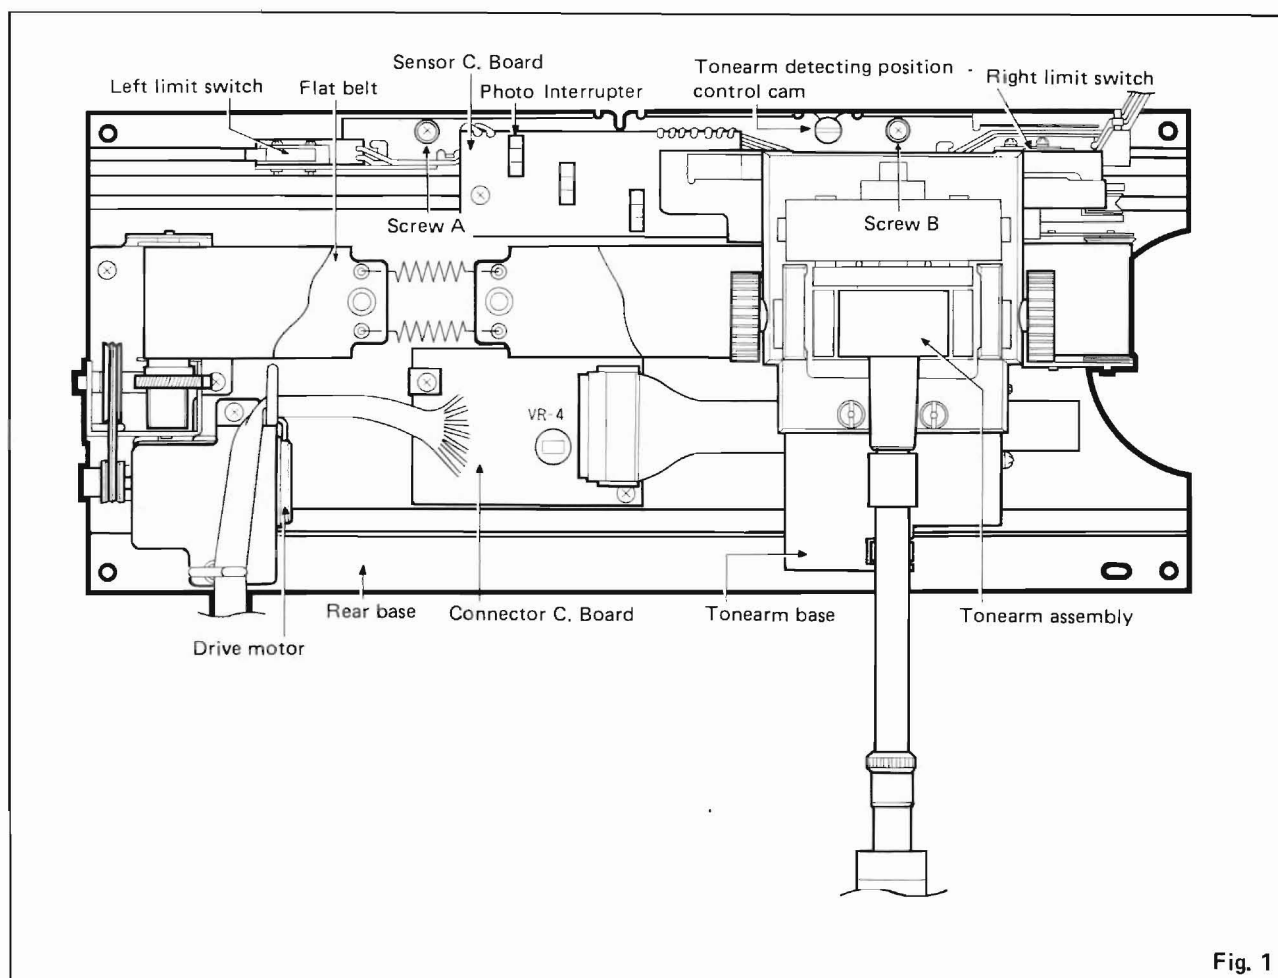 Sensor C. Board
Tonearm detecting position
control cam
Right limit switch
Left limit switch
Flat belt
Photo Interrupter
Screw A
Screw B
VR-4
Rear base
Connector C. Board
Tonearm base
Tonearm assembly
Drive motor
Fig. 1